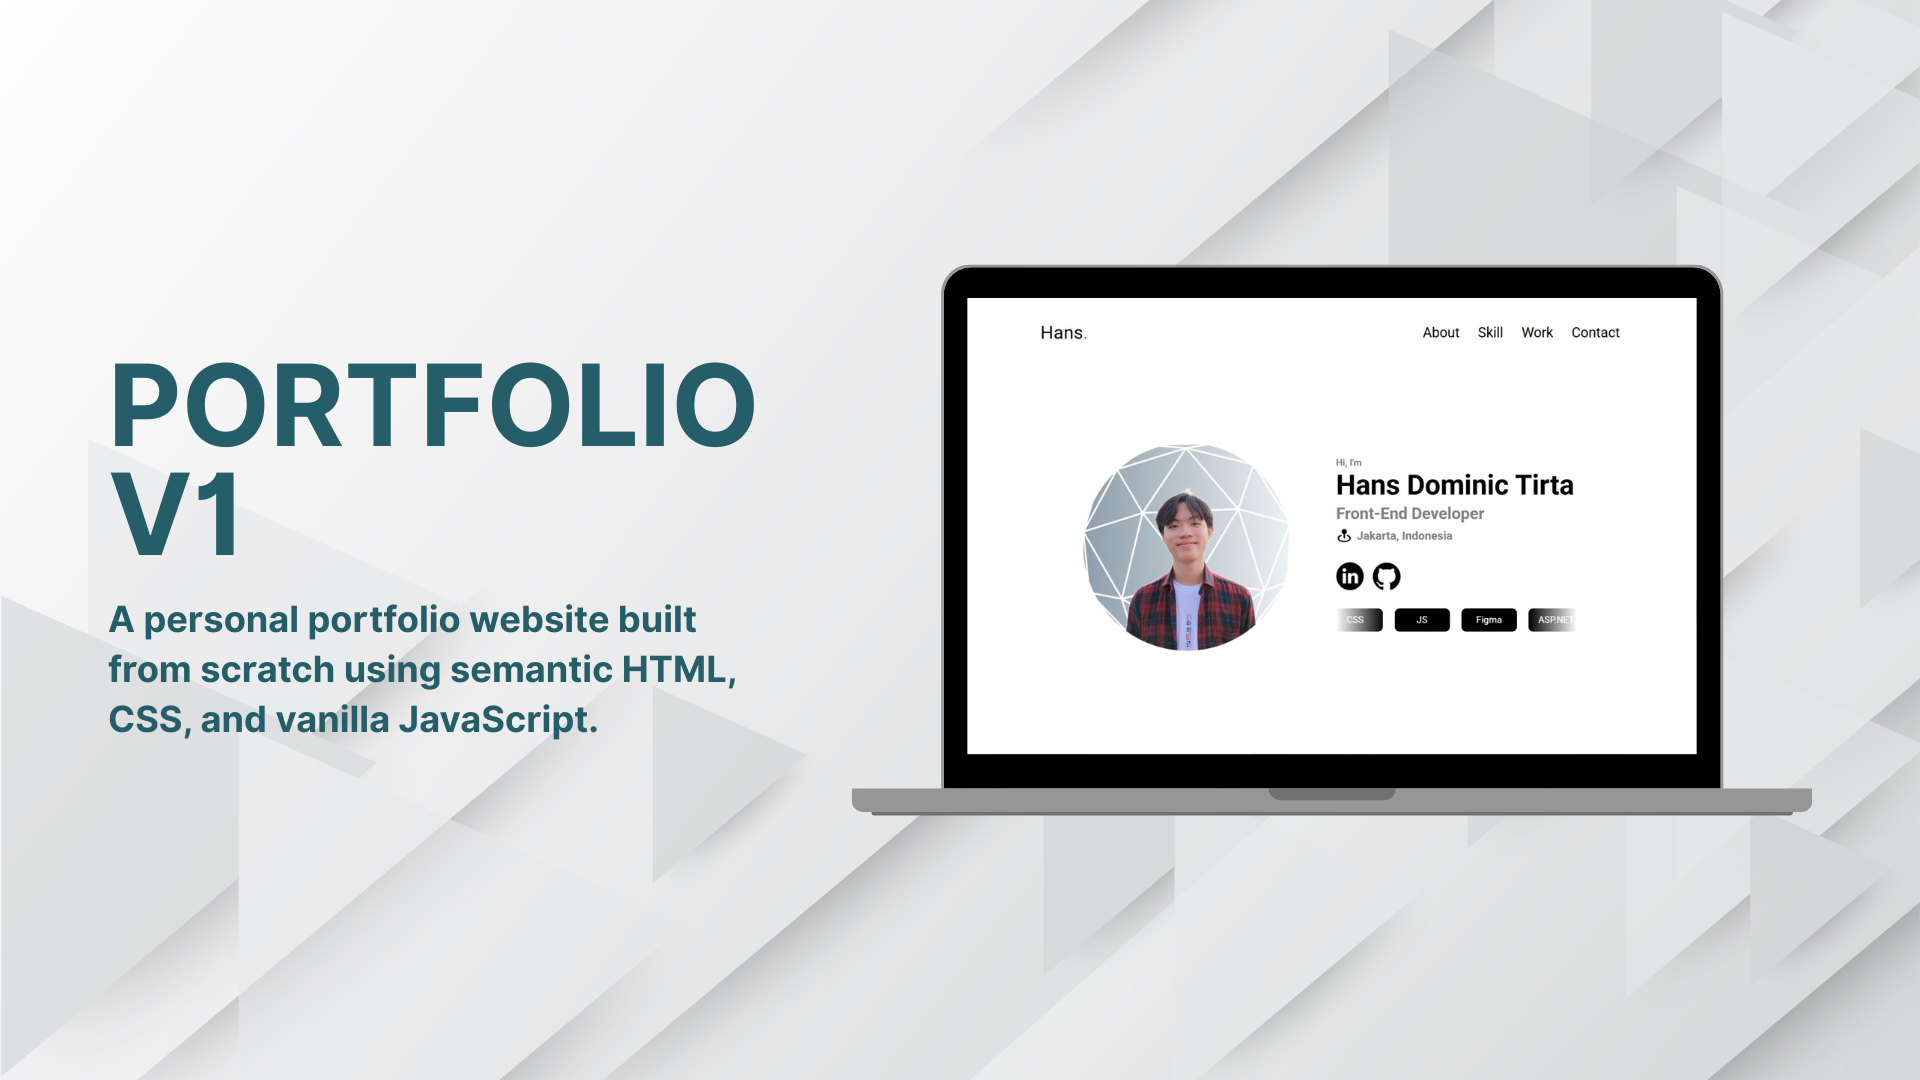 PORTFOLIO
V1
A personal portfolio website built
from scratch using semantic HTML,
CSS, and vanilla JavaScript.
Hans.
About Skill Work Contact
Hi, I'm
Hans Dominic Tirta
Front-End Developer
Jakarta, Indonesia
in
CSS JS Figma ASP.NET